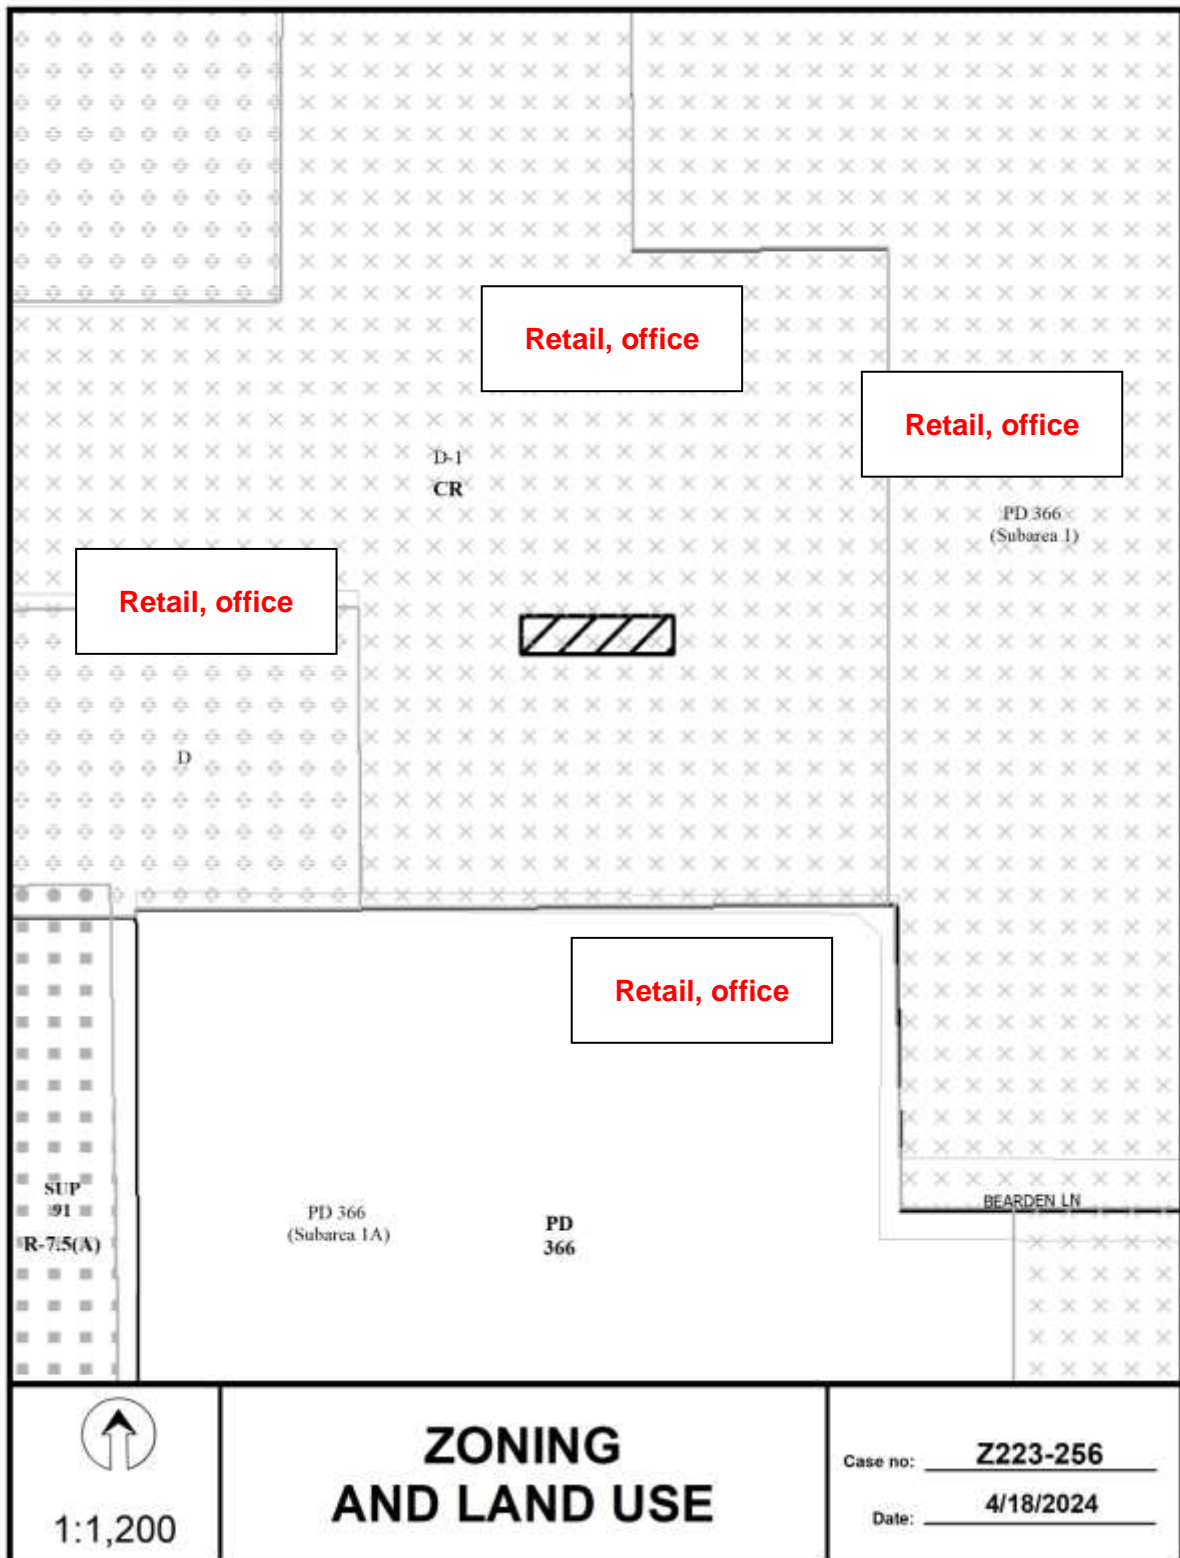 Retail, office
Retail, office
D-1
CR
PD 366
(Subarea 1)
Retail, office
D
Retail, office
SUP
91
R-7.5(A)
PD 366
(Subarea 1A)
PD
366
BEARDEN LN
1:1,200
ZONING
AND LAND USE
Case no: Z223-256
Date: 4/18/2024